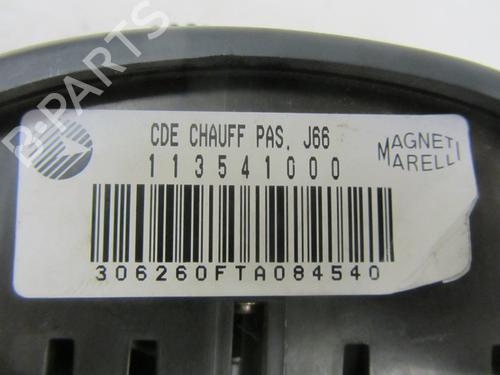 B-PARTS
CDE CHAUFF PAS. J66
113541000
MAGNETI
MARELLI
306260FTA084540